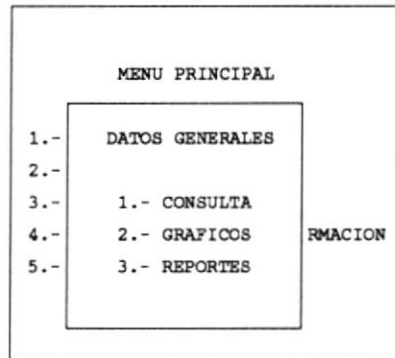 MENU PRINCIPAL
1.- DATOS GENERALES
2.-
3.- 1.- CONSULTA
4.- 2.- GRAFICOS RMACION
5.- 3.- REPORTES